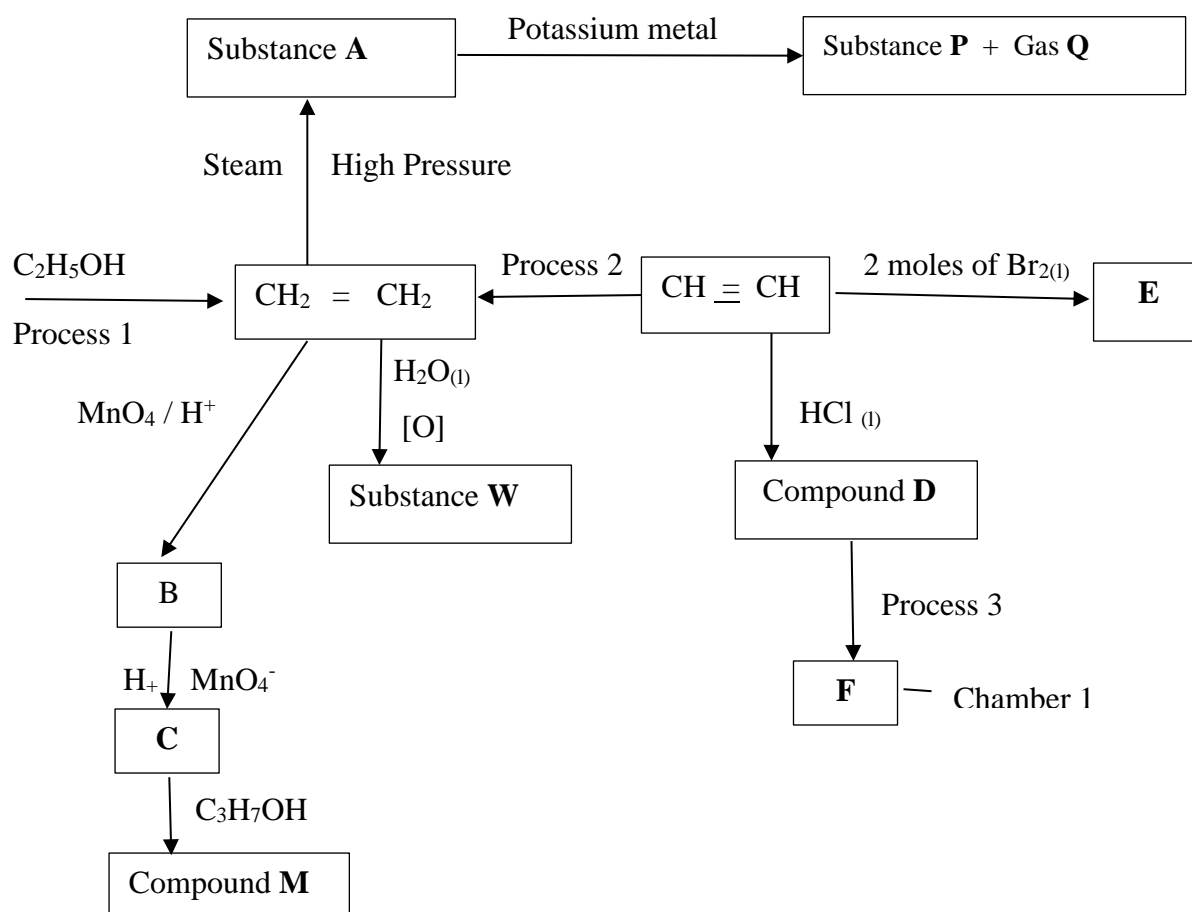 Potassium metal
Substance A
Substance P + Gas Q
Steam High Pressure
C₂H₅OH
Process 1
CH₂ = CH₂
Process 2
CH = CH
2 moles of Br₂₍ₗ₎
E
H₂O₍ₗ₎
[O]
MnO₄ / H⁺
HCl ₍ₗ₎
Substance W
Compound D
B
Process 3
H₊ MnO₄⁻
F
Chamber 1
C
C₃H₇OH
Compound M